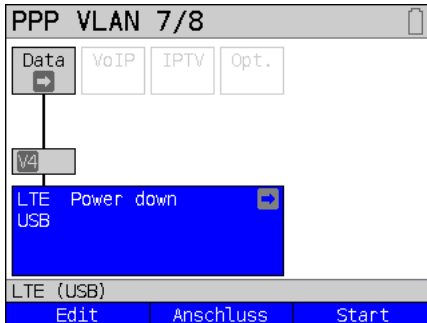 PPP VLAN 7/8
Data VoIP IPTV Opt.
V4
LTE Power down
USB
LTE (USB)
Edit Anschluss Start